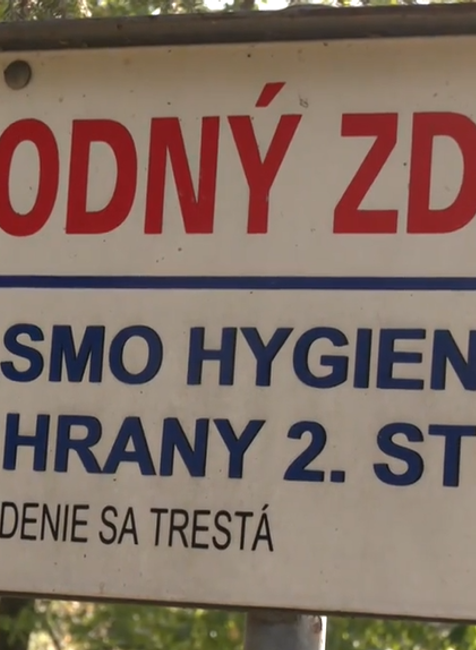 ODNÝ ZD
SMO HYGIEN
HRANY 2. ST
DENIE SA TRESTÁ